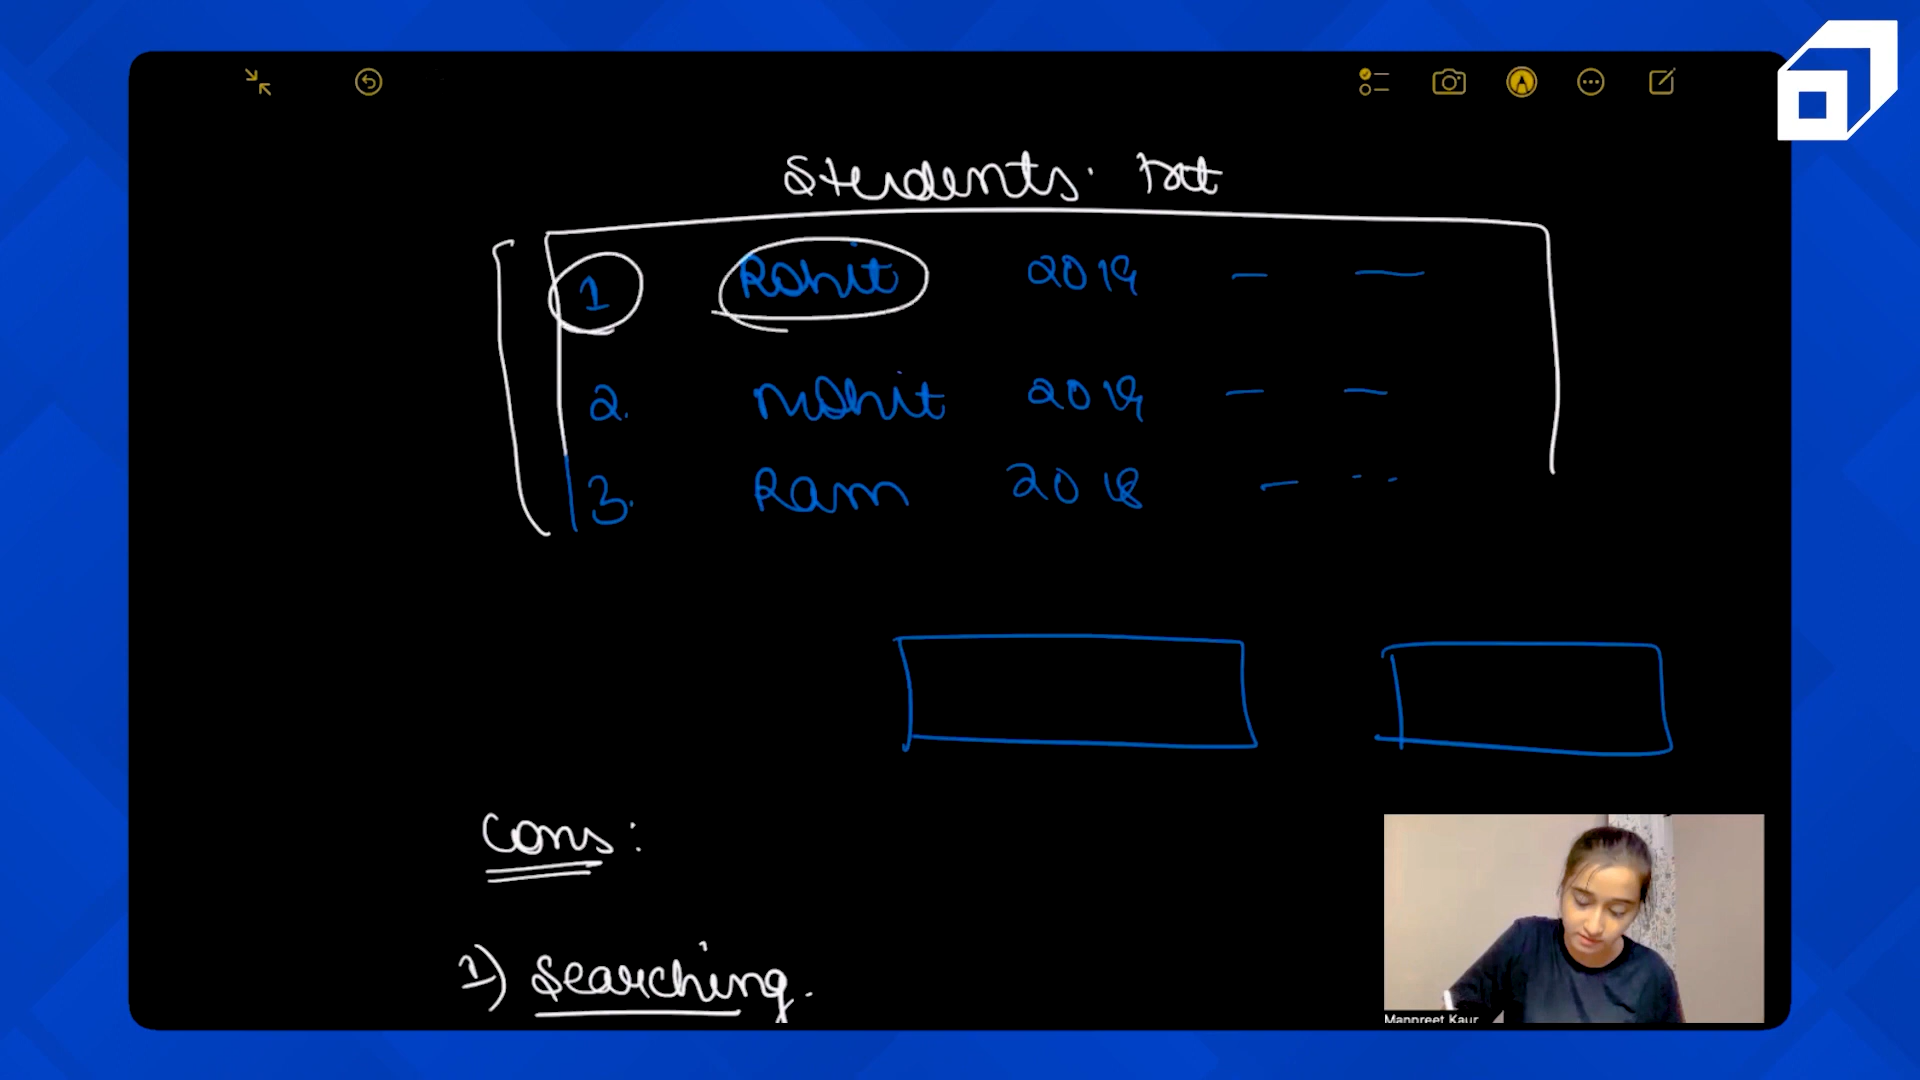 Students. txt
1 Rohit 2019 — —
2. Mohit 2019 — —
3. Ram 2018 — --
Cons:
1) Searching.
Manpreet Kaur